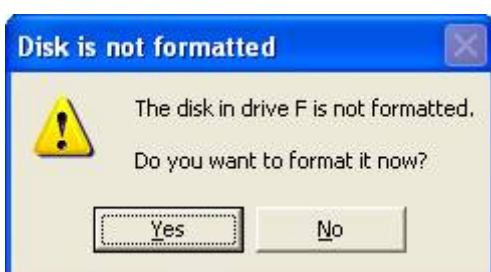 Disk is not formatted
The disk in drive F is not formatted.
Do you want to format it now?
Yes
No